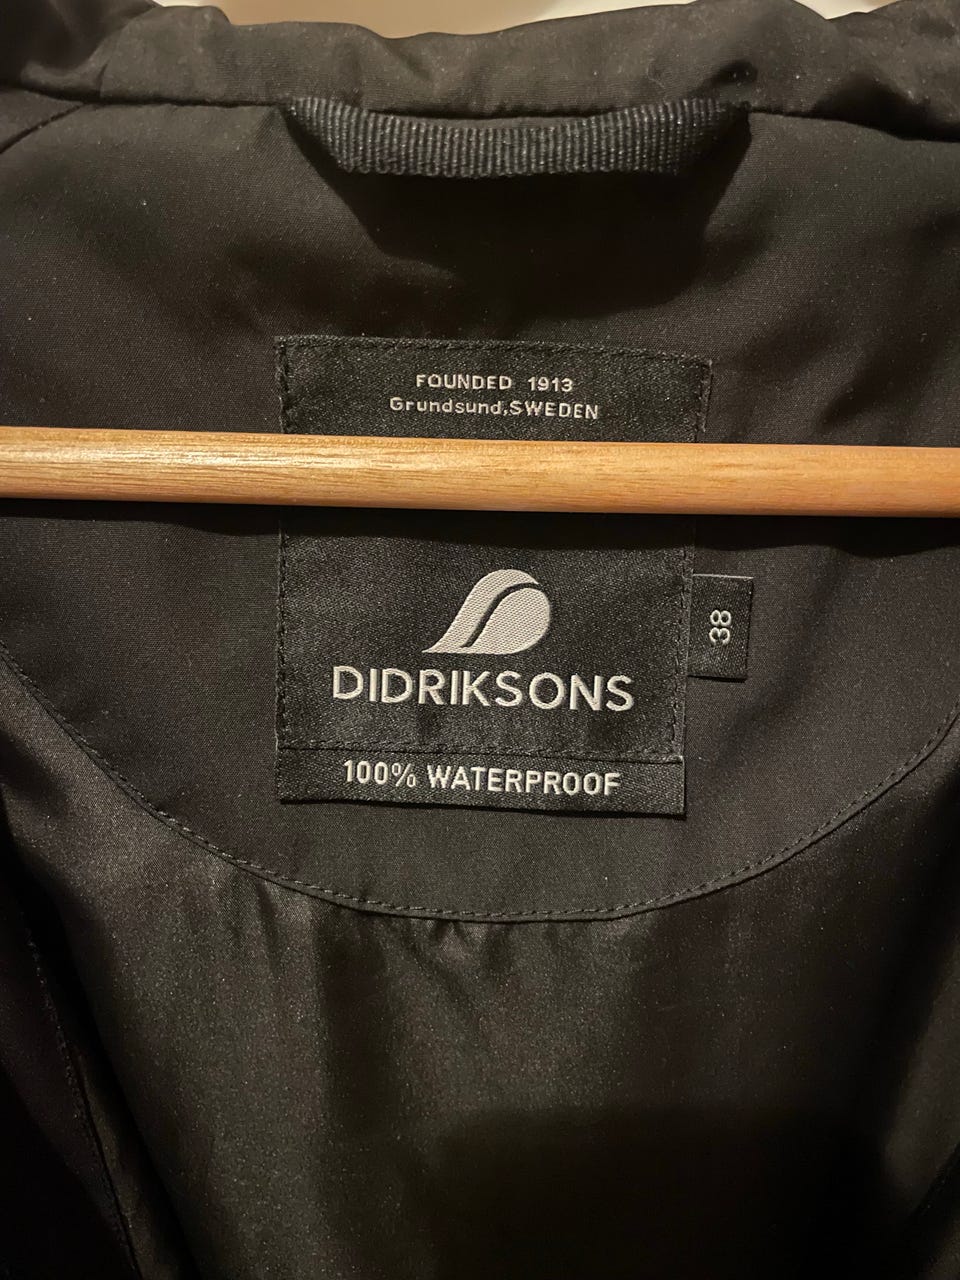 FOUNDED 1913
Grundsund,SWEDEN
DIDRIKSONS
38
100% WATERPROOF